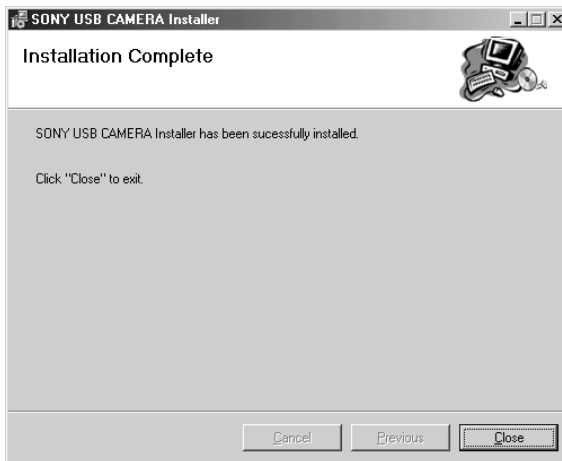 SONY USB CAMERA Installer
Installation Complete
SONY USB CAMERA Installer has been sucessfully installed.
Click "Close" to exit.
Cancel Previous Close